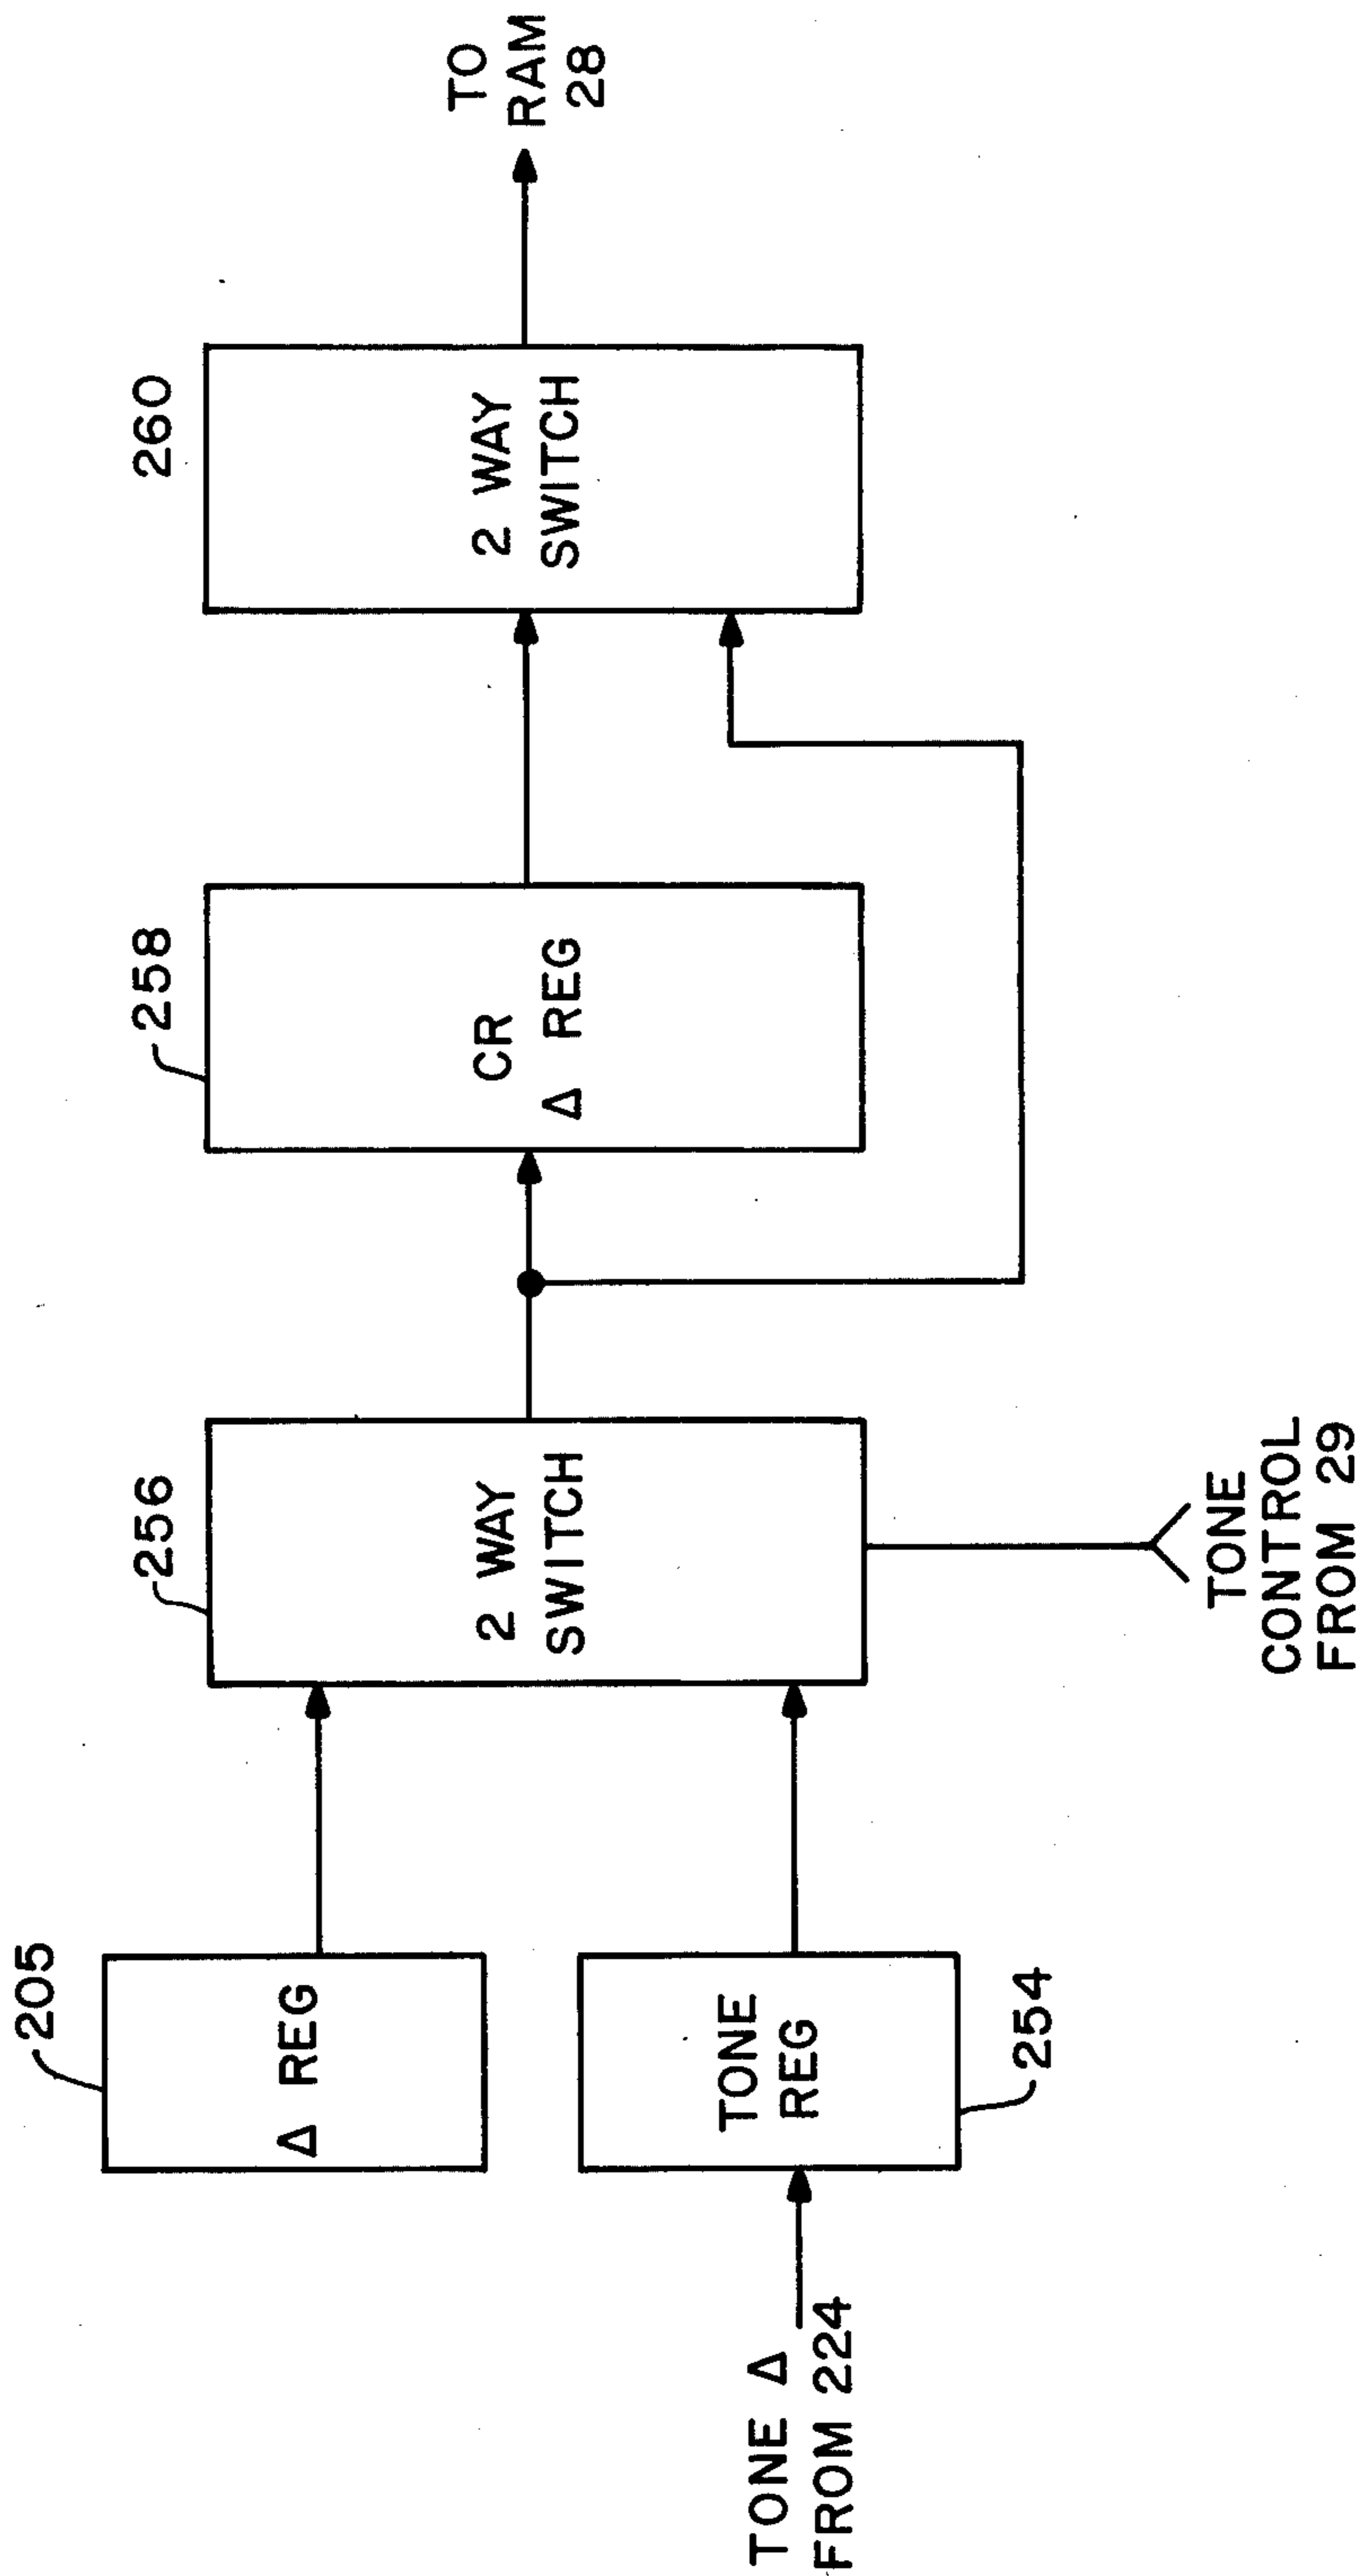 205
Δ REG
TONE Δ
FROM 224
TONE
REG
254
256
2 WAY
SWITCH
TONE
CONTROL
FROM 29
258
CR
Δ REG
260
2 WAY
SWITCH
TO
RAM
28